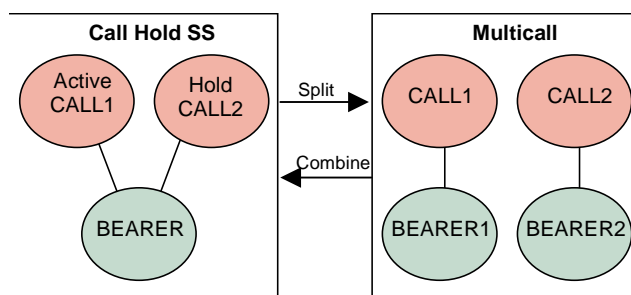 Call Hold SS
Active
CALL1
Hold
CALL2
BEARER
Split
Combine
Multicall
CALL1
CALL2
BEARER1
BEARER2